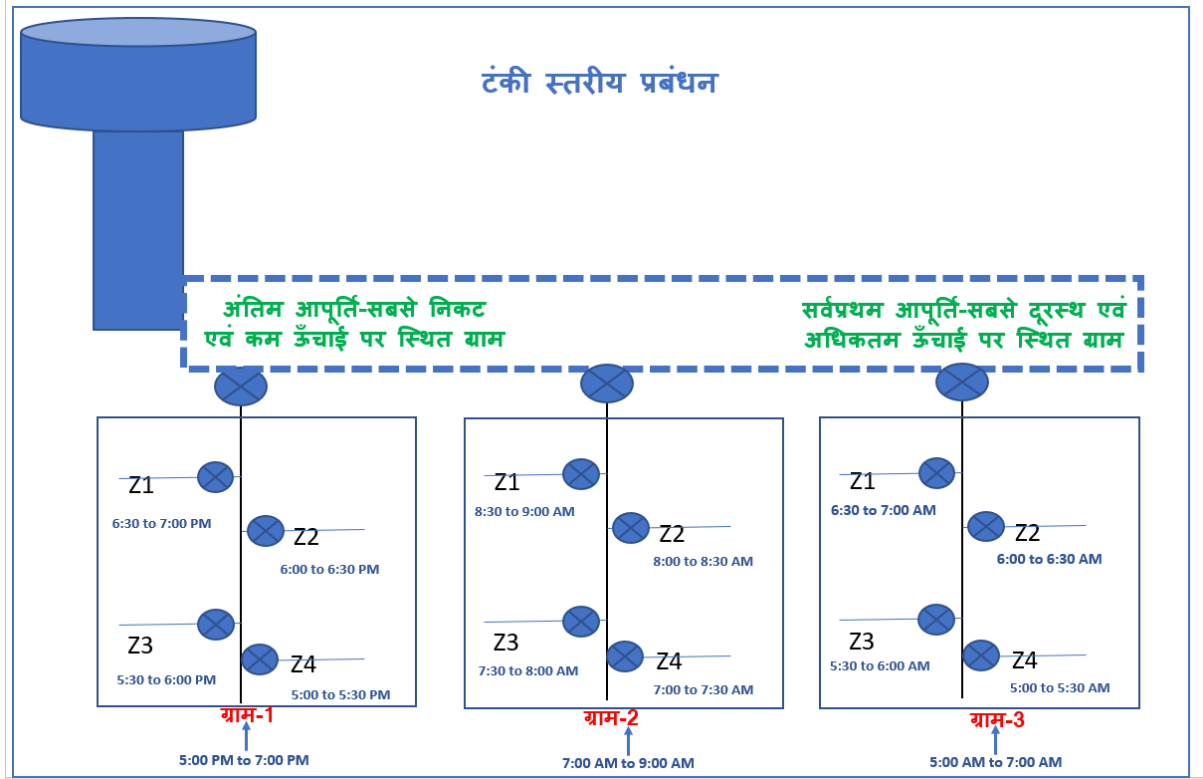 टंकी स्तरीय प्रबंधन
अंतिम आपूर्ति-सबसे निकट
एवं कम ऊँचाई पर स्थित ग्राम
सर्वप्रथम आपूर्ति-सबसे दूरस्थ एवं
अधिकतम ऊँचाई पर स्थित ग्राम
Z1
6:30 to 7:00 PM
Z2
6:00 to 6:30 PM
Z3
5:30 to 6:00 PM
Z4
5:00 to 5:30 PM
ग्राम-1
5:00 PM to 7:00 PM
Z1
8:30 to 9:00 AM
Z2
8:00 to 8:30 AM
Z3
7:30 to 8:00 AM
Z4
7:00 to 7:30 AM
ग्राम-2
7:00 AM to 9:00 AM
Z1
6:30 to 7:00 AM
Z2
6:00 to 6:30 AM
Z3
5:30 to 6:00 AM
Z4
5:00 to 5:30 AM
ग्राम-3
5:00 AM to 7:00 AM